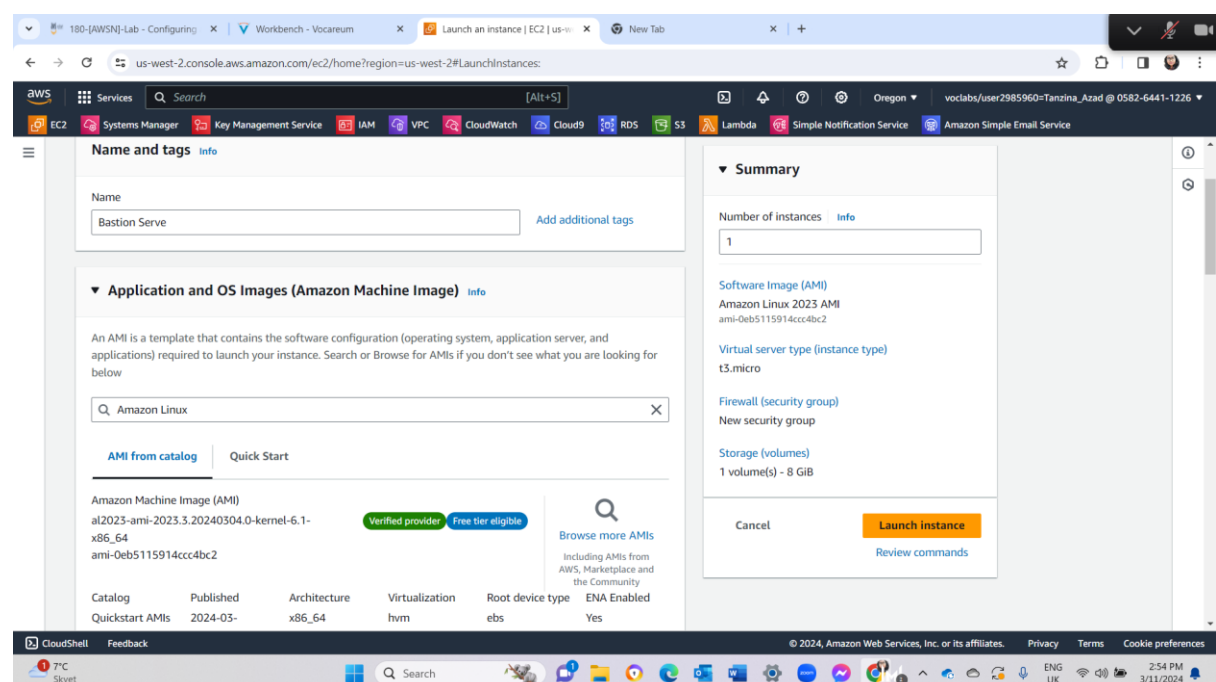 180-[AWSN]-Lab - Configuring
Workbench - Vocareum
Launch an instance | EC2 | us-w
New Tab
us-west-2.console.aws.amazon.com/ec2/home?region=us-west-2#LaunchInstances:
aws
Services
Search
[Alt+S]
Oregon
voclabs/user2985960=Tanzina_Azad @ 0582-6441-1226
EC2
Systems Manager
Key Management Service
IAM
VPC
CloudWatch
Cloud9
RDS
S3
Lambda
Simple Notification Service
Amazon Simple Email Service
Name and tags Info
Name
Bastion Serve
Add additional tags
Application and OS Images (Amazon Machine Image) Info
An AMI is a template that contains the software configuration (operating system, application server, and
applications) required to launch your instance. Search or Browse for AMIs if you don't see what you are looking for
below
Amazon Linux
AMI from catalog
Quick Start
Amazon Machine Image (AMI)
al2023-ami-2023.3.20240304.0-kernel-6.1-
x86_64
ami-0eb5115914ccc4bc2
Verified provider
Free tier eligible
Browse more AMIs
Including AMIs from
AWS, Marketplace and
the Community
Catalog Published Architecture Virtualization Root device type ENA Enabled
Quickstart AMIs 2024-03- x86_64 hvm ebs Yes
Summary
Number of instances Info
1
Software Image (AMI)
Amazon Linux 2023 AMI
ami-0eb5115914ccc4bc2
Virtual server type (instance type)
t3.micro
Firewall (security group)
New security group
Storage (volumes)
1 volume(s) - 8 GiB
Cancel
Launch instance
Review commands
CloudShell
Feedback
© 2024, Amazon Web Services, Inc. or its affiliates.
Privacy
Terms
Cookie preferences
1
7°C
Skyet
Search
zoom
ENG
UK
2:54 PM
3/11/2024